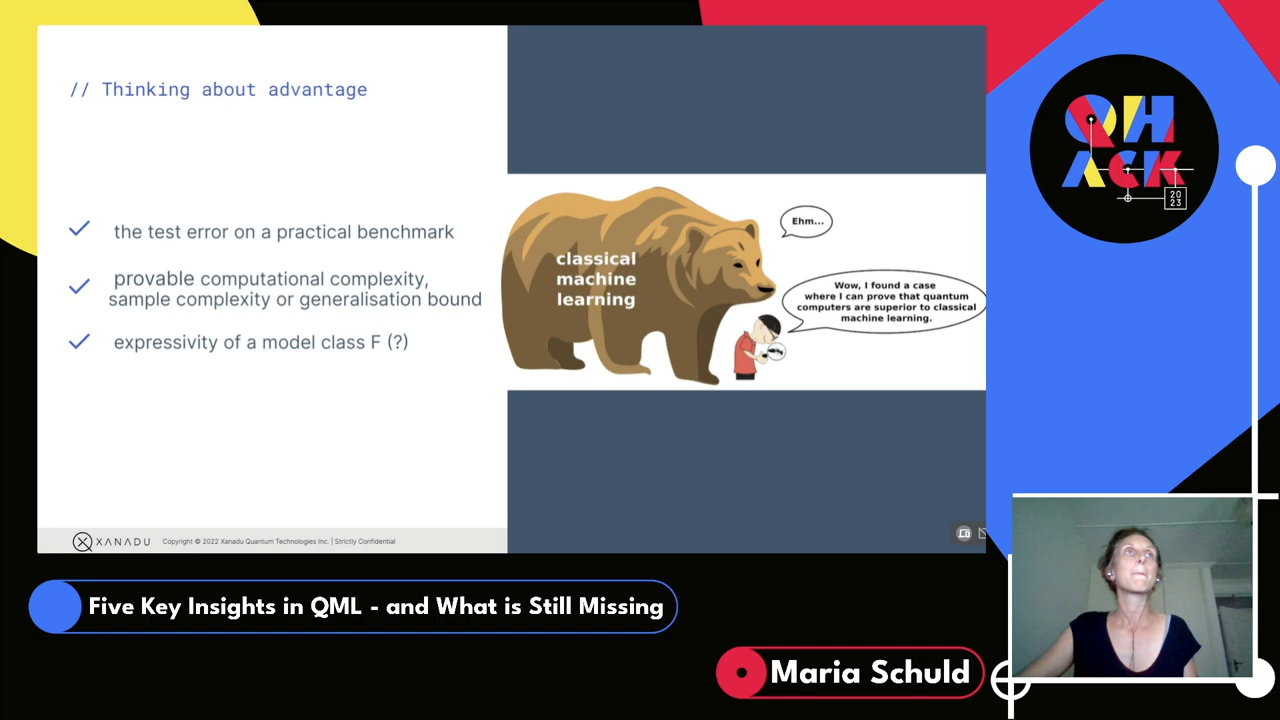 // Thinking about advantage
the test error on a practical benchmark
provable computational complexity,
sample complexity or generalisation bound
expressivity of a model class F (?)
classical
machine
learning
Ehm...
Wow, I found a case
where I can prove that quantum
computers are superior to classical
machine learning.
XANADU
Copyright © 2022 Xanadu Quantum Technologies Inc. | Strictly Confidential
QH
ACK
20
23
Five Key Insights in QML - and What is Still Missing
Maria Schuld